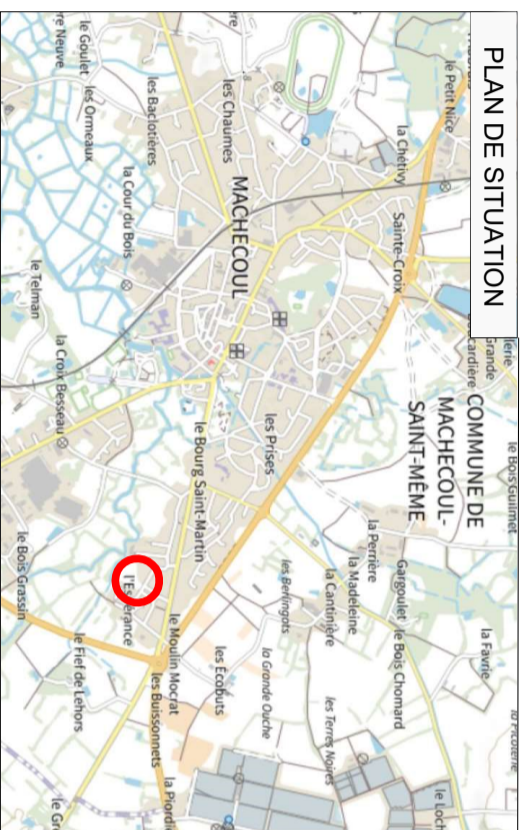 PLAN DE SITUATION
COMMUNE DE
MACHECOUL-
SAINT-MÊME
le Petit Nice
la Chétivy
Sainte-Croix
les Chaumes
MACHECOUL
les Baclotières
le Goulet
les Ormeaux
la Cour du Bois
le Telman
la Croix Besseau
les Prises
le Bourg Saint-Martin
le Bois Guilmet
la Perrière
la Madeleine
Gargoulet
la Cantinière
les Berlingots
le Bois Chomard
la Favrie
la Grande Ouche
les Terres Noires
les Écobuts
le Moulin Mocrat
les Buissonnets
l'Espérance
le Bois Grassin
le Fief de Lehors